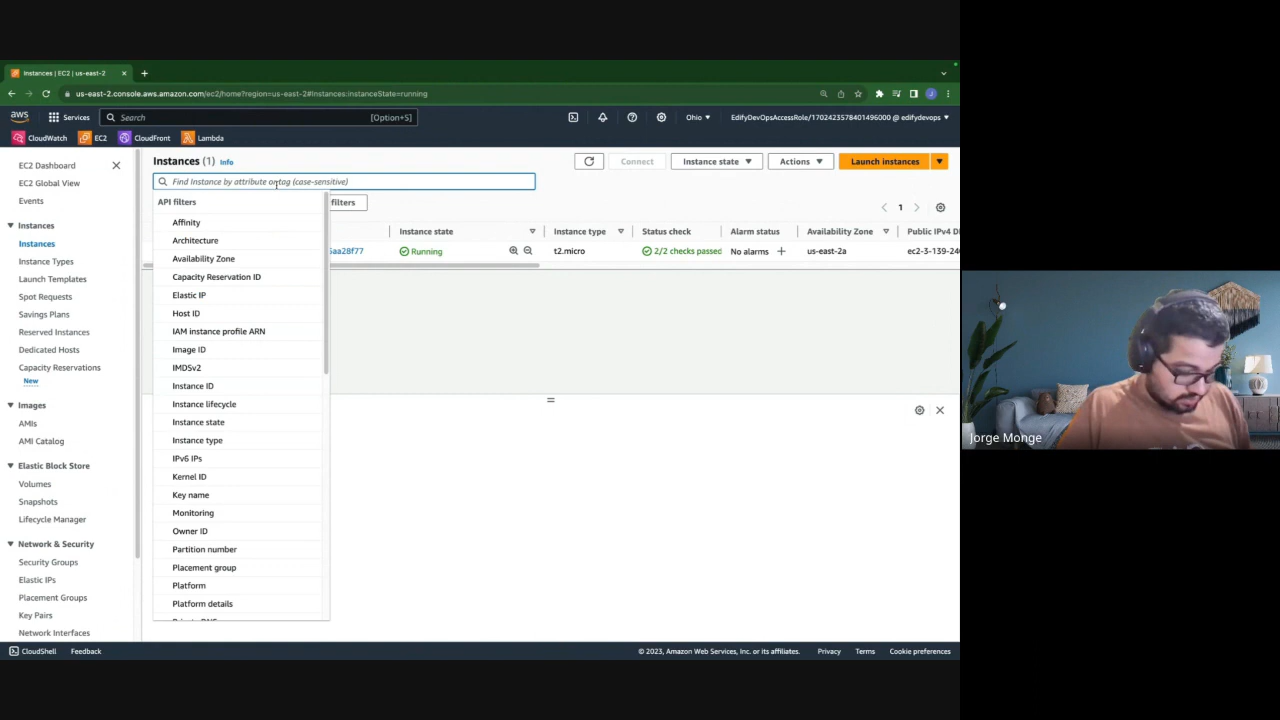 Instances | EC2 | us-east-2
us-east-2.console.aws.amazon.com/ec2/home?region=us-east-2#Instances:instanceState=running
aws Services Search [Option+S] Ohio EdifyDevOpsAccessRole/1702423578401496000 @ edifydevops
CloudWatch EC2 CloudFront Lambda
EC2 Dashboard
EC2 Global View
Events
Instances
Instances
Instance Types
Launch Templates
Spot Requests
Savings Plans
Reserved Instances
Dedicated Hosts
Capacity Reservations
New
Images
AMIs
AMI Catalog
Elastic Block Store
Volumes
Snapshots
Lifecycle Manager
Network & Security
Security Groups
Elastic IPs
Placement Groups
Key Pairs
Network Interfaces
Instances (1) Info
Connect Instance state Actions Launch instances
Find Instance by attribute or tag (case-sensitive)
filters
1
API filters
Affinity
Architecture
Availability Zone
Capacity Reservation ID
Elastic IP
Host ID
IAM instance profile ARN
Image ID
IMDSv2
Instance ID
Instance lifecycle
Instance state
Instance type
IPv6 IPs
Kernel ID
Key name
Monitoring
Owner ID
Partition number
Placement group
Platform
Platform details
Instance state Instance type Status check Alarm status Availability Zone Public IPv4 D
5aa28f77 Running t2.micro 2/2 checks passed No alarms us-east-2a ec2-3-139-24
Jorge Monge
CloudShell Feedback © 2023, Amazon Web Services, Inc. or its affiliates. Privacy Terms Cookie preferences